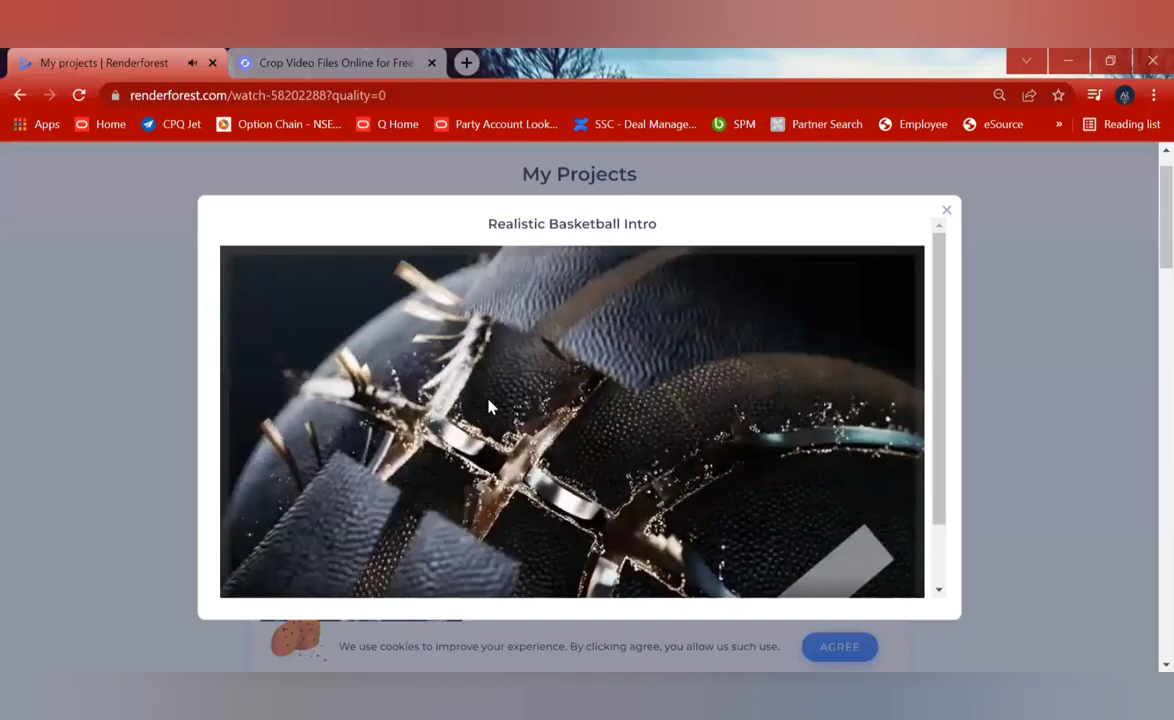 My projects | Renderforest
Crop Video Files Online for Free
renderforest.com/watch-58202288?quality=0
Apps Home CPQ Jet Option Chain - NSE... Q Home Party Account Look... SSC - Deal Manage... SPM Partner Search Employee eSource » Reading list
My Projects
Realistic Basketball Intro
We use cookies to improve your experience. By clicking agree, you allow us such use.
AGREE